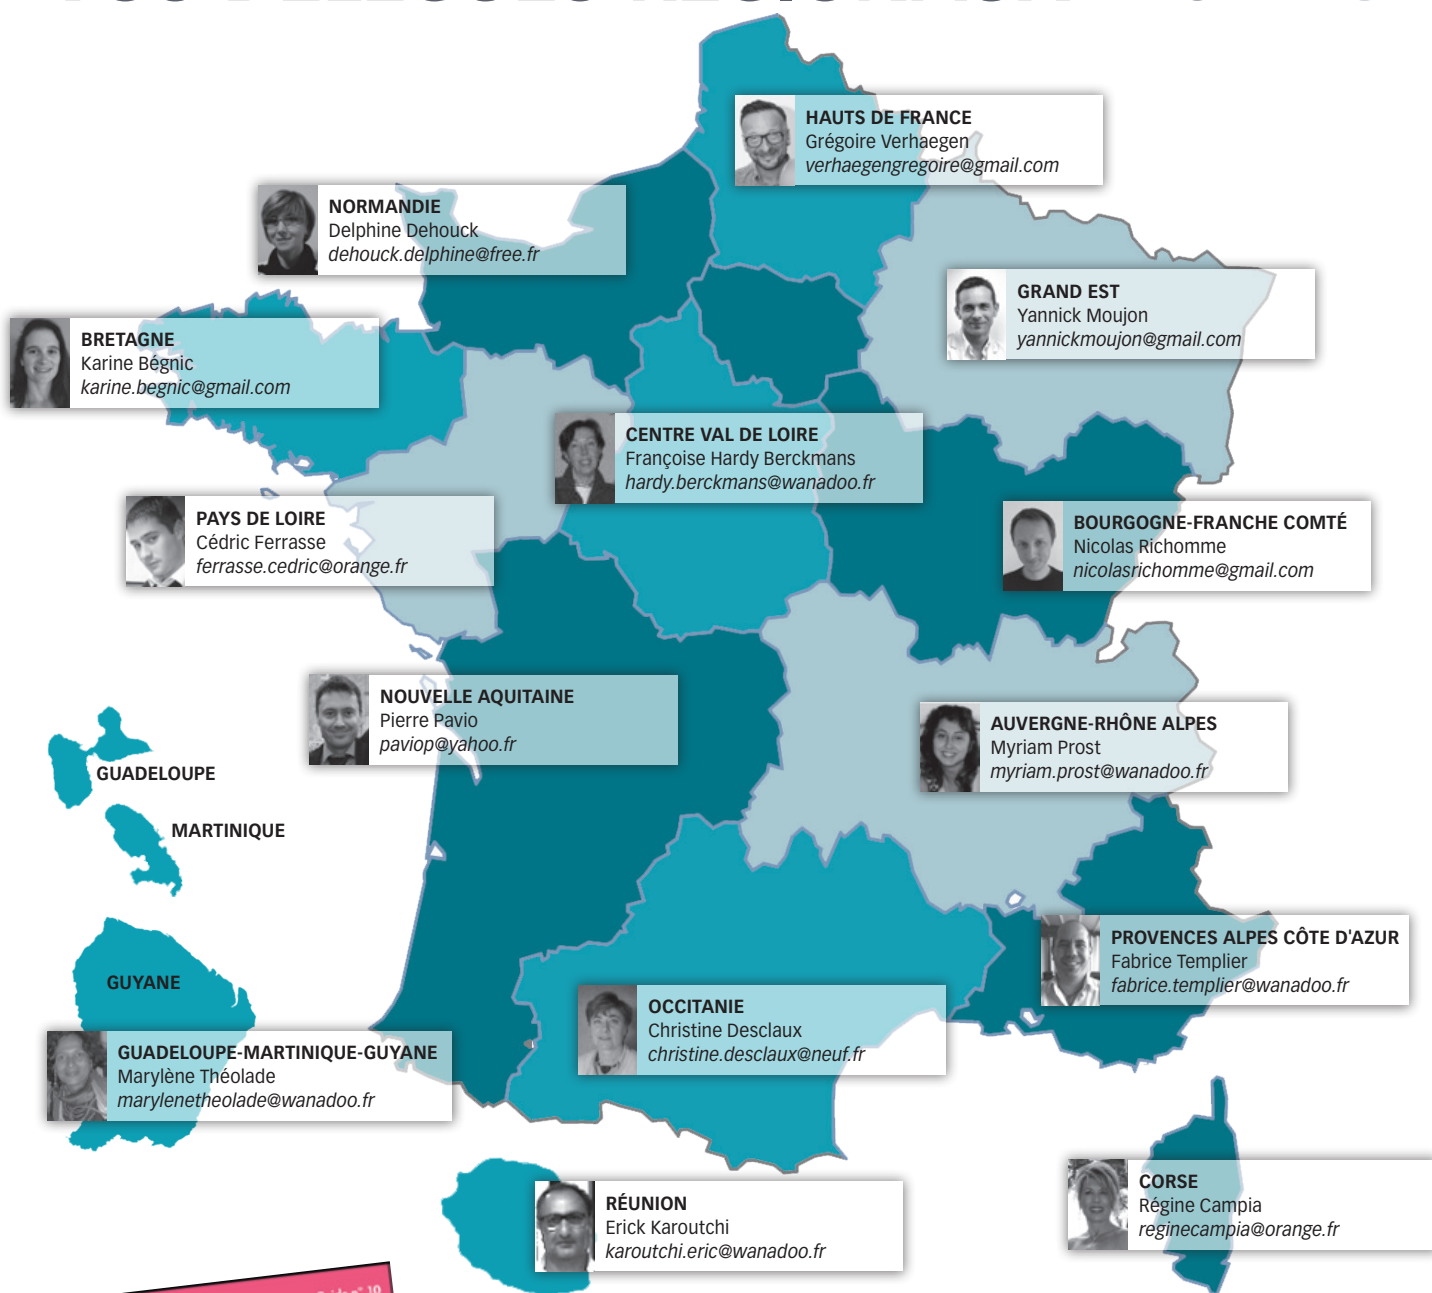 HAUTS DE FRANCE
Grégoire Verhaegen
verhaegengregoire@gmail.com
NORMANDIE
Delphine Dehouck
dehouck.delphine@free.fr
GRAND EST
Yannick Moujon
yannickmoujon@gmail.com
BRETAGNE
Karine Bégnic
karine.begnic@gmail.com
CENTRE VAL DE LOIRE
Françoise Hardy Berckmans
hardy.berckmans@wanadoo.fr
PAYS DE LOIRE
Cédric Ferrasse
ferrasse.cedric@orange.fr
BOURGOGNE-FRANCHE COMTÉ
Nicolas Richomme
nicolasrichomme@gmail.com
NOUVELLE AQUITAINE
Pierre Pavio
paviop@yahoo.fr
AUVERGNE-RHÔNE ALPES
Myriam Prost
myriam.prost@wanadoo.fr
GUADELOUPE
MARTINIQUE
GUYANE
PROVENCES ALPES CÔTE D'AZUR
Fabrice Templier
fabrice.templier@wanadoo.fr
OCCITANIE
Christine Desclaux
christine.desclaux@neuf.fr
GUADELOUPE-MARTINIQUE-GUYANE
Marylène Théolade
marylenetheolade@wanadoo.fr
RÉUNION
Erick Karoutchi
karoutchi.eric@wanadoo.fr
CORSE
Régine Campia
reginecampia@orange.fr